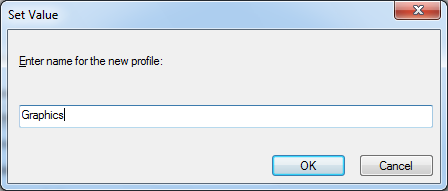 Set Value
Enter name for the new profile:
Graphics
OK Cancel